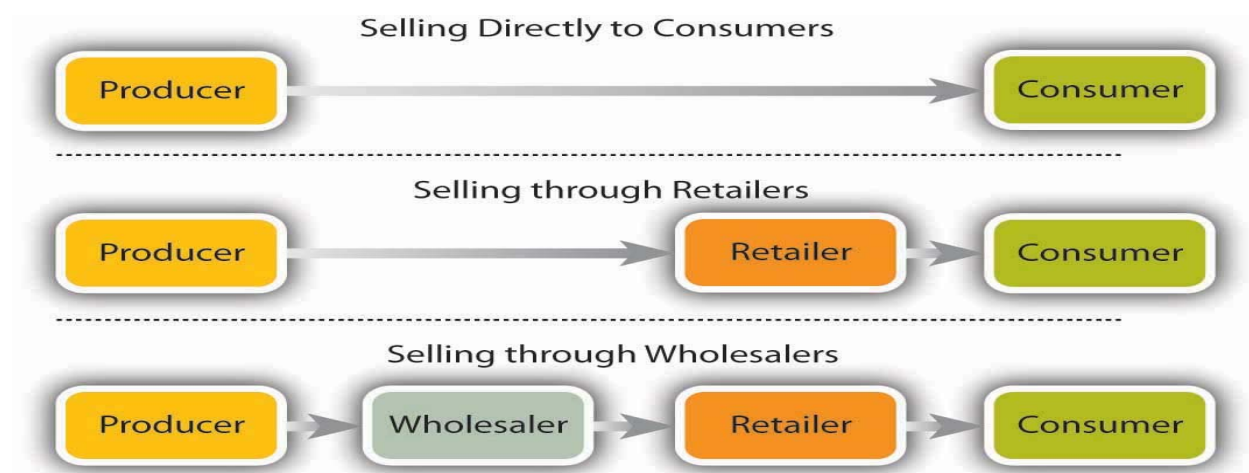 Selling Directly to Consumers
Producer Consumer
Selling through Retailers
Producer Retailer Consumer
Selling through Wholesalers
Producer Wholesaler Retailer Consumer